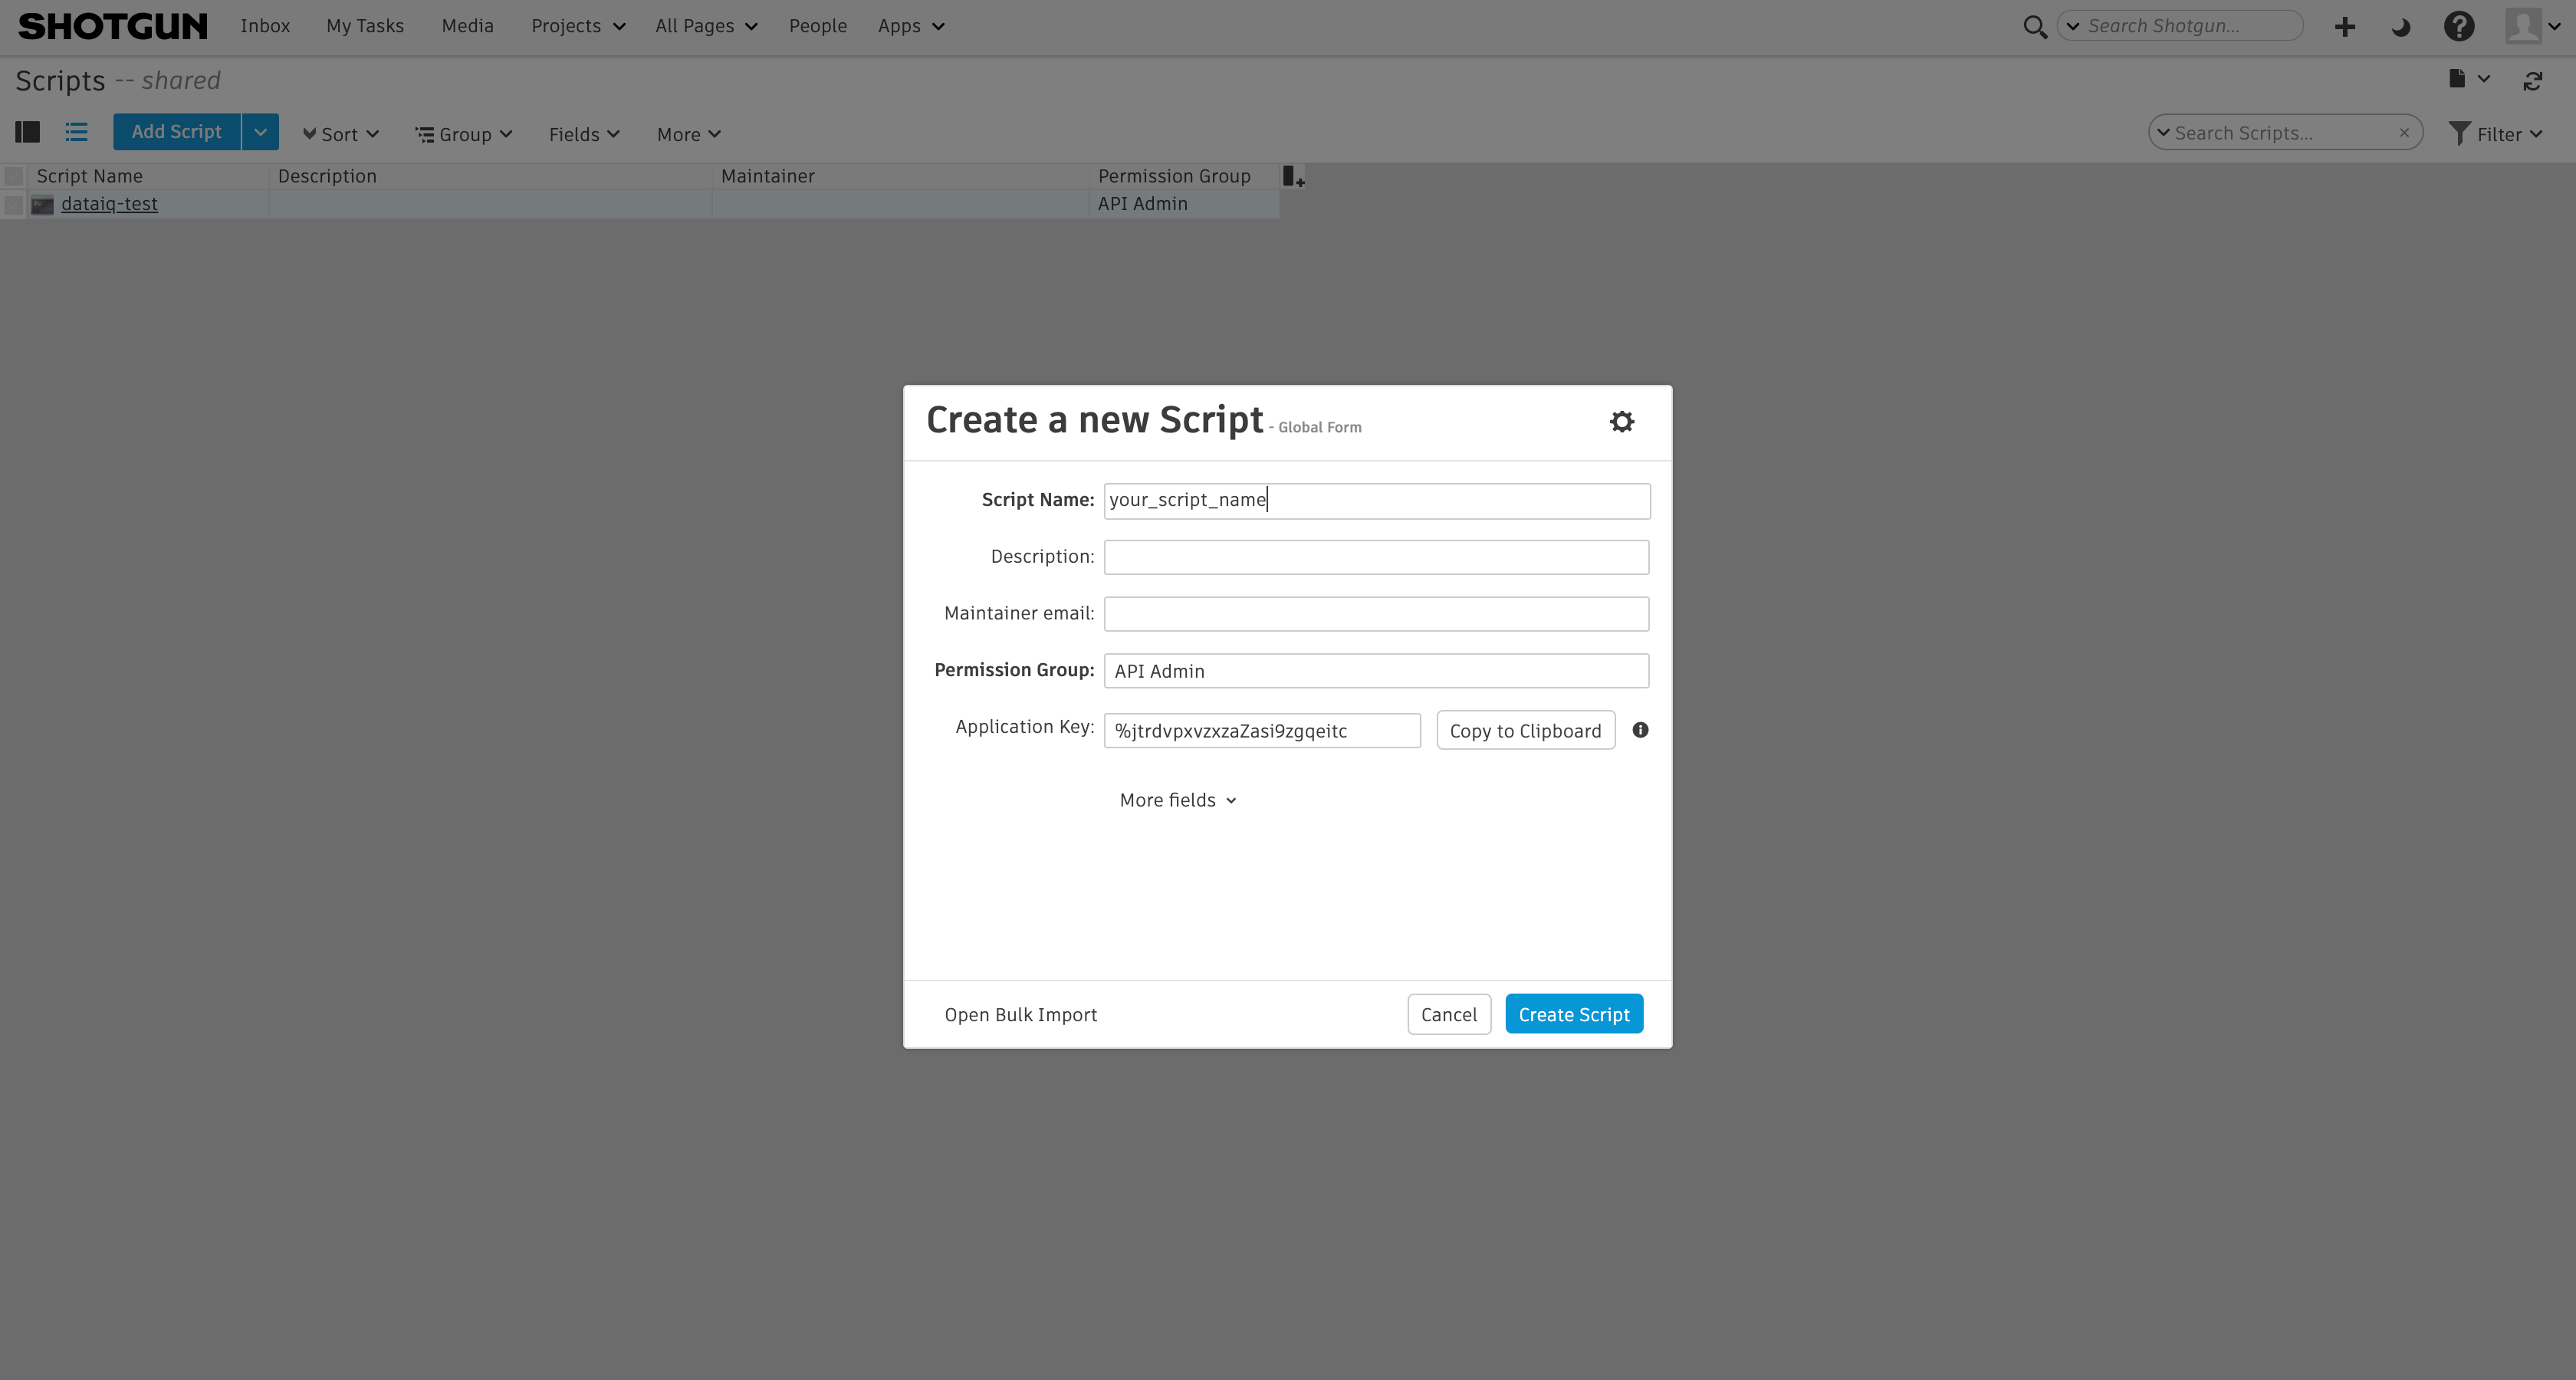 SHOTGUN Inbox My Tasks Media Projects All Pages People Apps Search Shotgun...
Scripts -- shared
Add Script Sort Group Fields More Search Scripts... Filter
Script Name Description Maintainer Permission Group
dataiq-test API Admin
Create a new Script - Global Form
Script Name: your_script_name
Description:
Maintainer email:
Permission Group: API Admin
Application Key: %jtrdvpxvzxzaZasi9zgqeitc Copy to Clipboard
More fields
Open Bulk Import Cancel Create Script